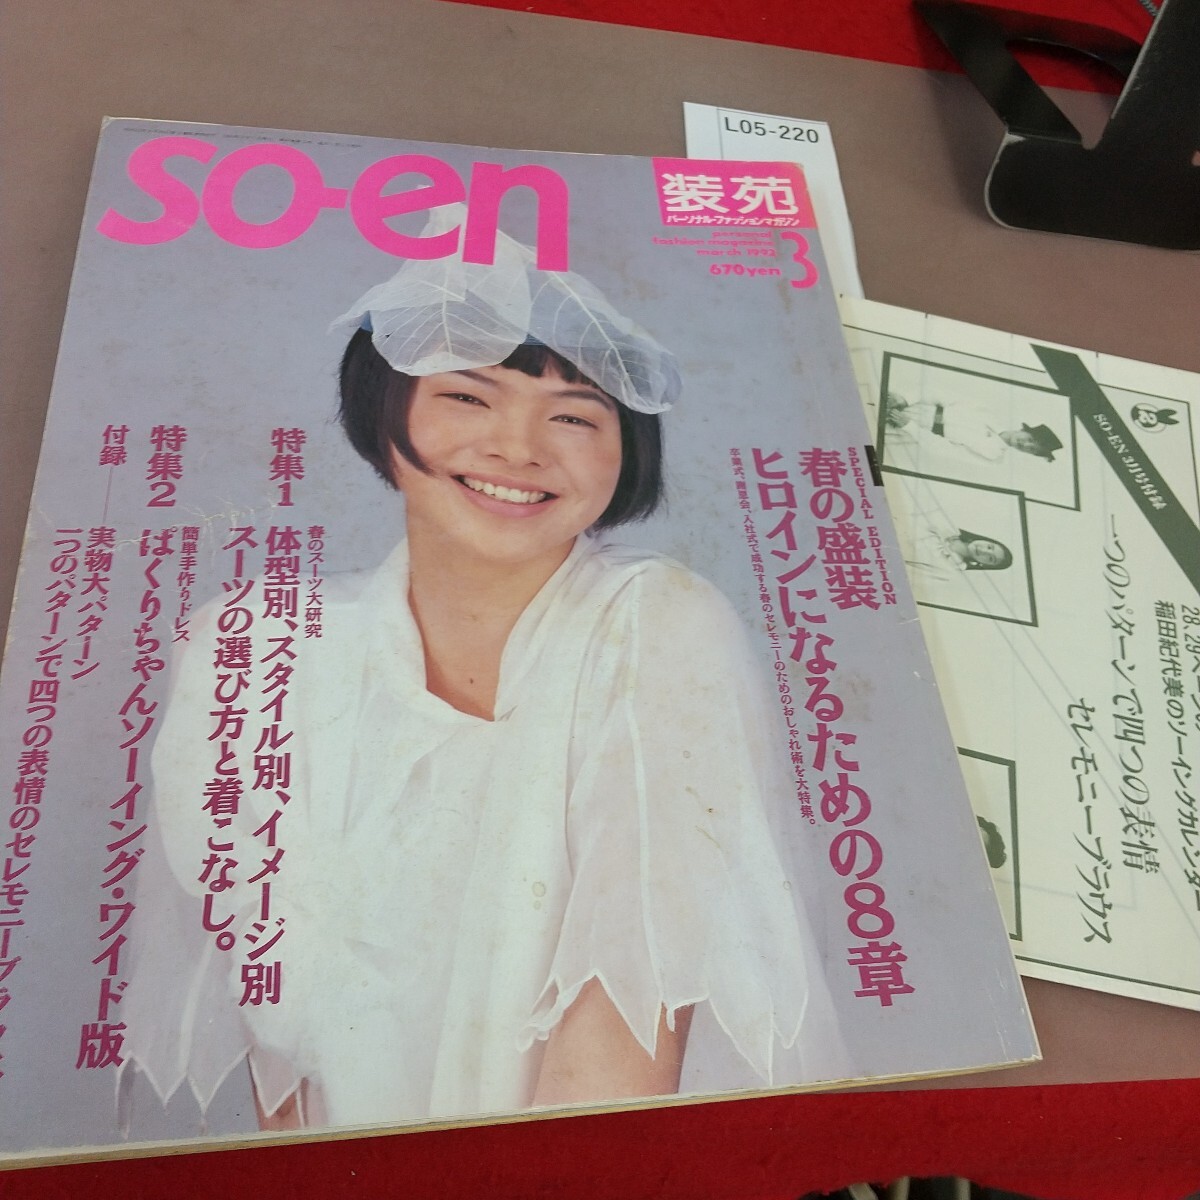 so-en
装苑
パーソナル・ファッションマガジン
personal
fashion magazine
march 1992
3
670yen
L05-220
SPECIAL EDITION
春の盛装
ヒロインになるための8章
卒業式、謝恩会、入社式で成功する春のセレモニーのためのおしゃれ術を大特集。
特集1
春のスーツ大研究
体型別、スタイル別、イメージ別
スーツの選び方と着こなし。
特集2
簡単手作りドレス
ぱくりちゃんソーイング・ワイド版
付録
実物大パターン
一つのパターンで四つの表情のセレモニーブラウス
SO-EN 3月号付録
稲田紀代美のソーイングカレンダー
一つのパターンで四つの表情
セレモニーブラウス